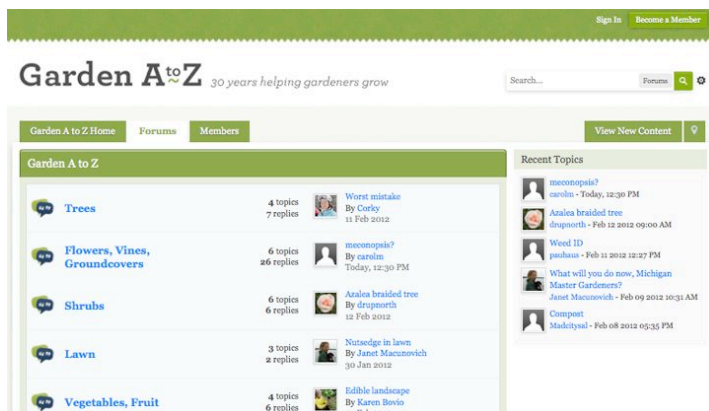 Sign In Become a Member
Garden AtoZ 30 years helping gardeners grow
Search... Forums
Garden A to Z Home Forums Members View New Content
Garden A to Z
Trees
4 topics
7 replies
Worst mistake
By Corky
11 Feb 2012
Flowers, Vines,
Groundcovers
6 topics
26 replies
meconopsis?
By carolm
Today, 12:30 PM
Shrubs
6 topics
6 replies
Azalea braided tree
By drupnorth
12 Feb 2012
Lawn
3 topics
2 replies
Nutsedge in lawn
By Janet Macunovich
30 Jan 2012
Vegetables, Fruit
4 topics
6 replies
Edible landscape
By Karen Bovio
Recent Topics
meconopsis?
carolm - Today, 12:30 PM
Azalea braided tree
drupnorth - Feb 12 2012 09:00 AM
Weed ID
paohaus - Feb 11 2012 12:27 PM
What will you do now, Michigan
Master Gardeners?
Janet Macunovich - Feb 09 2012 10:31 AM
Compost
Madcitysal - Feb 08 2012 05:35 PM